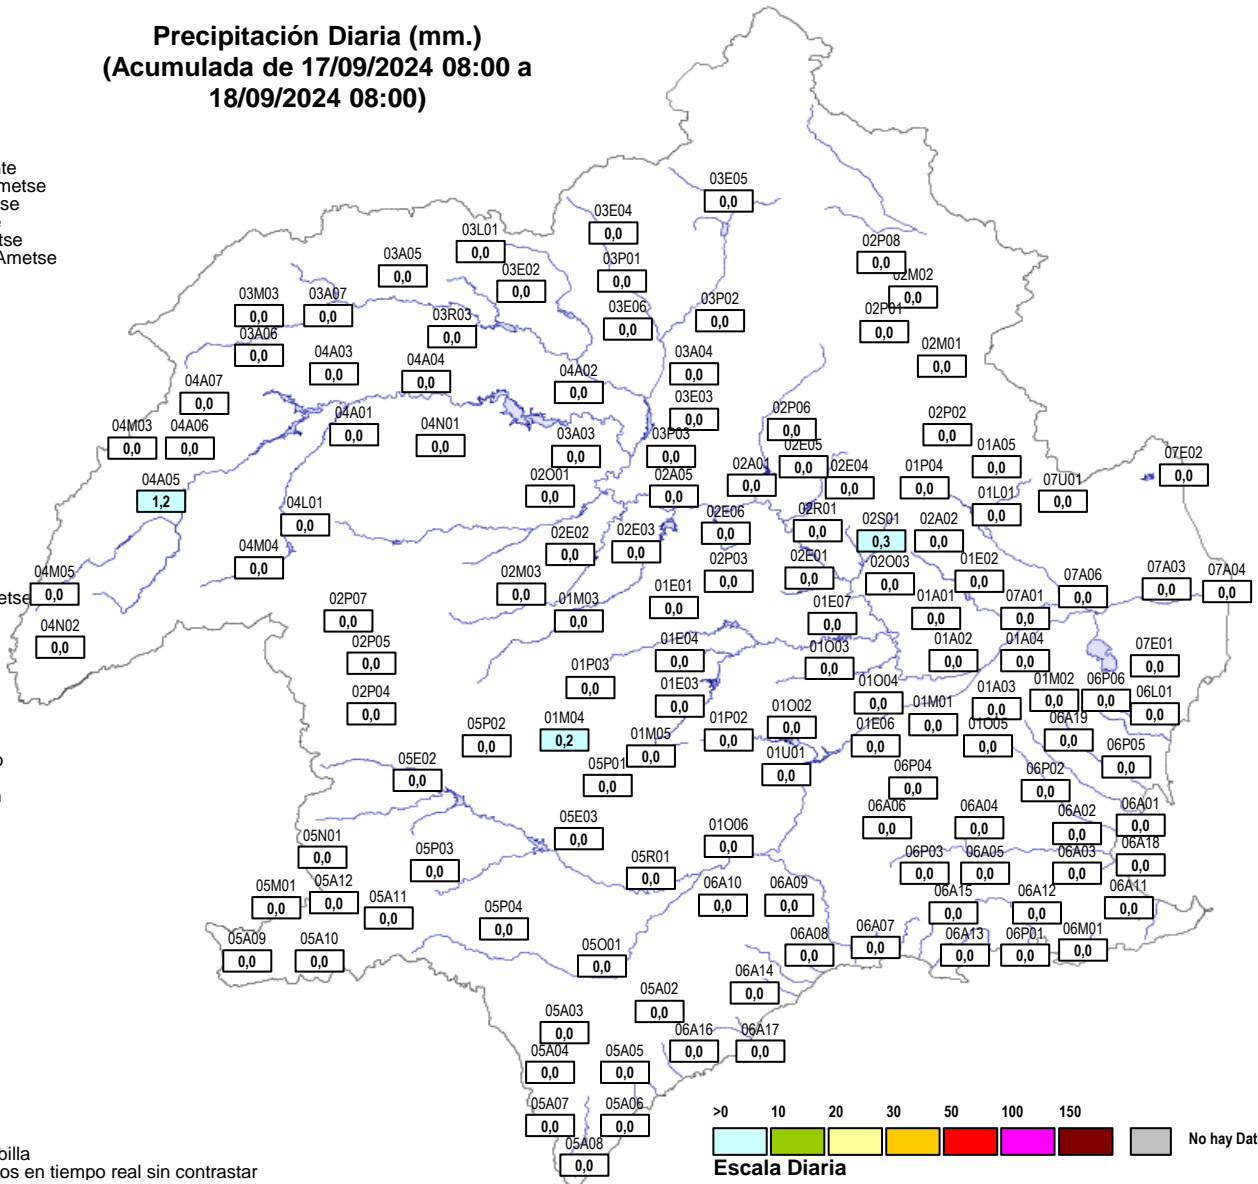 Precipitación Diaria (mm.)
(Acumulada de 17/09/2024 08:00 a
18/09/2024 08:00)
03E05
0,0
03E04
0,0
03L01
0,0
02P08
0,0
03A05
0,0
03P01
0,0
03E02
0,0
02M02
0,0
03M03
0,0
03A07
0,0
03P02
0,0
03E06
0,0
02P01
0,0
03R03
0,0
03A06
0,0
04A03
0,0
04A04
0,0
03A04
0,0
02M01
0,0
04A02
0,0
04A07
0,0
03E03
0,0
04A01
0,0
02P06
0,0
02P02
0,0
04M03
0,0
04A06
0,0
04N01
0,0
03A03
0,0
03P03
0,0
02E05
0,0
01A05
0,0
07E02
0,0
04A05
1,2
02O01
0,0
02A05
0,0
02A01
0,0
02E04
0,0
01P04
0,0
07U01
0,0
01L01
0,0
04L01
0,0
02E06
0,0
02R01
0,0
02S01
0,3
02A02
0,0
02E02
0,0
02E03
0,0
04M04
0,0
02P03
0,0
02E01
0,0
02O03
0,0
01E02
0,0
04M05
0,0
02M03
0,0
07A06
0,0
07A03
0,0
07A04
0,0
01E01
0,0
01M03
0,0
02P07
0,0
01E07
0,0
01A01
0,0
07A01
0,0
04N02
0,0
02P05
0,0
01E04
0,0
01O03
0,0
01A02
0,0
01A04
0,0
07E01
0,0
01P03
0,0
01E03
0,0
02P04
0,0
01O04
0,0
01A03
0,0
01M02
0,0
06P06
0,0
06L01
0,0
01M01
0,0
05P02
0,0
01M04
0,2
01M05
0,0
01P02
0,0
01O02
0,0
01E06
0,0
01O05
0,0
06A19
0,0
06P05
0,0
05E02
0,0
05P01
0,0
01U01
0,0
06P04
0,0
06P02
0,0
05E03
0,0
01O06
0,0
06A06
0,0
06A04
0,0
06A02
0,0
06A01
0,0
05N01
0,0
05P03
0,0
05R01
0,0
06P03
0,0
06A05
0,0
06A03
0,0
06A18
0,0
05M01
0,0
05A12
0,0
05A11
0,0
06A10
0,0
06A09
0,0
06A15
0,0
06A12
0,0
06A11
0,0
05P04
0,0
05A09
0,0
05A10
0,0
05O01
0,0
06A08
0,0
06A07
0,0
06A13
0,0
06P01
0,0
06M01
0,0
06A14
0,0
05A02
0,0
05A03
0,0
06A16
0,0
06A17
0,0
05A04
0,0
05A05
0,0
05A07
0,0
05A06
0,0
05A08
0,0
>0 10 20 30 50 100 150
No hay Dat
Escala Diaria
billa
os en tiempo real sin contrastar